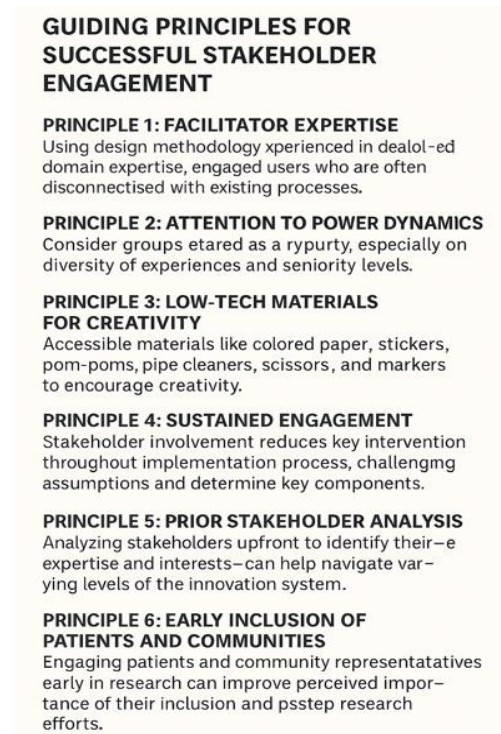 GUIDING PRINCIPLES FOR
SUCCESSFUL STAKEHOLDER
ENGAGEMENT
PRINCIPLE 1: FACILITATOR EXPERTISE
Using design methodology xperienced in dealol-ed
domain expertise, engaged users who are often
disconnectised with existing processes.
PRINCIPLE 2: ATTENTION TO POWER DYNAMICS
Consider groups etared as a rypurty, especially on
diversity of experiences and seniority levels.
PRINCIPLE 3: LOW-TECH MATERIALS
FOR CREATIVITY
Accessible materials like colored paper, stickers,
pom-poms, pipe cleaners, scissors, and markers
to encourage creativity.
PRINCIPLE 4: SUSTAINED ENGAGEMENT
Stakeholder involvement reduces key intervention
throughout implementation process, challengmg
assumptions and determine key components.
PRINCIPLE 5: PRIOR STAKEHOLDER ANALYSIS
Analyzing stakeholders upfront to identify their–e
expertise and interests–can help navigate var–
ying levels of the innovation system.
PRINCIPLE 6: EARLY INCLUSION OF
PATIENTS AND COMMUNITIES
Engaging patients and community representatatives
early in research can improve perceived impor–
tance of their inclusion and psstep research
efforts.